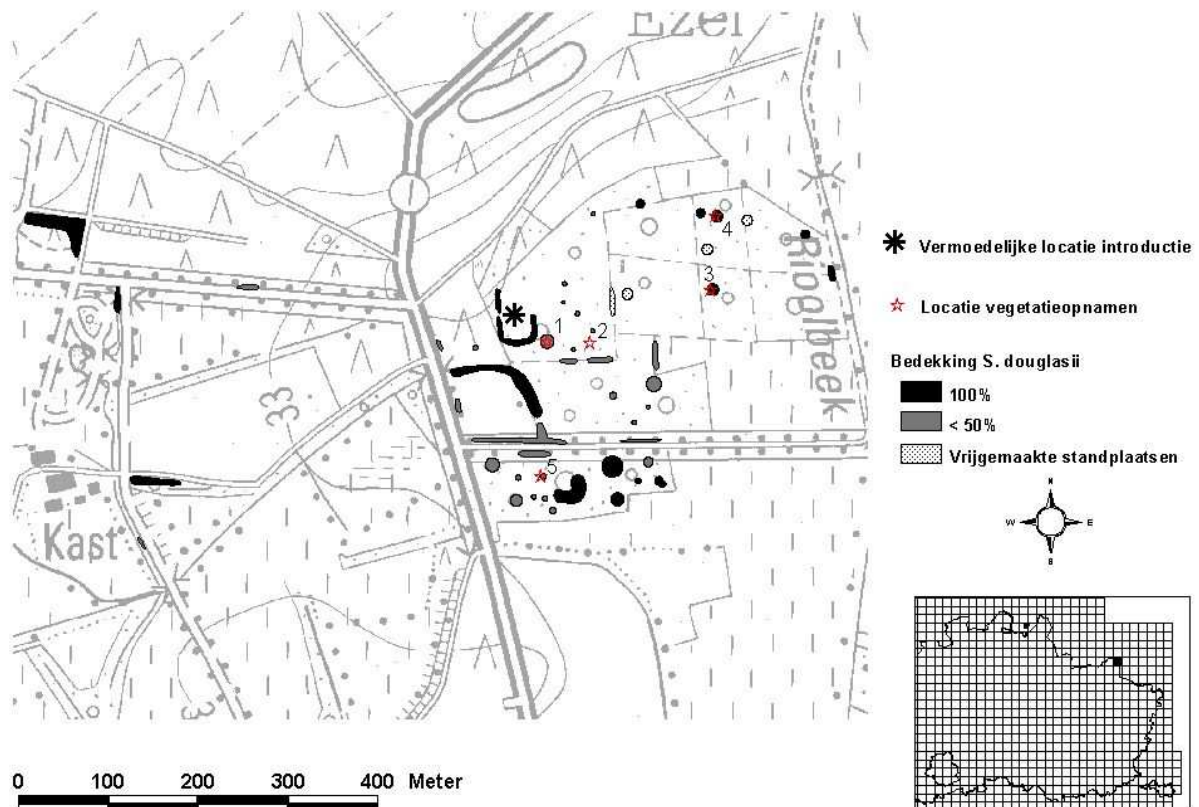 Ezel
4
3
1
2
Rioolbeek
33
5
Kast
Vermoedelijke locatie introductie
Locatie vegetatieopnamen
Bedekking S. douglasii
100%
< 50%
Vrijgemaakte standplaatsen
N
W E
S
0 100 200 300 400 Meter